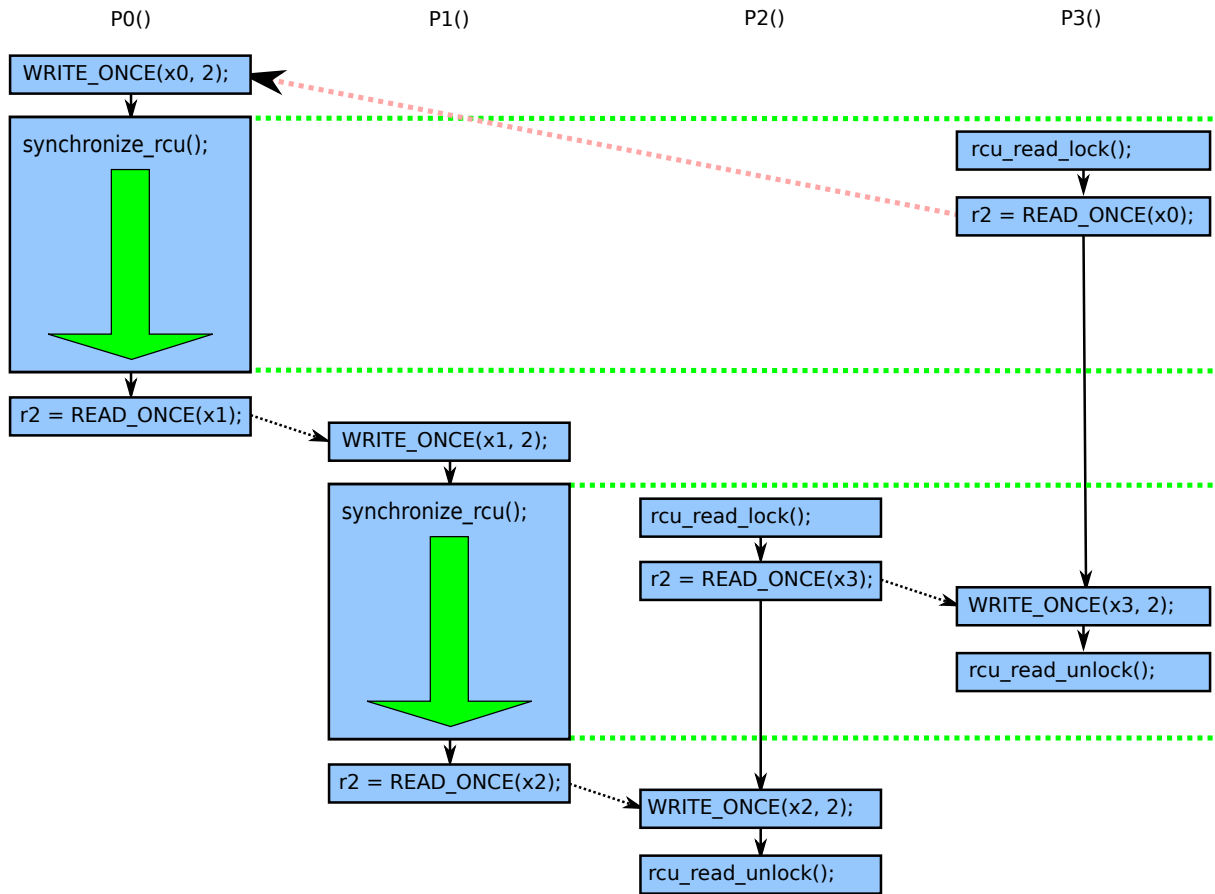 P0()
P1()
P2()
P3()
WRITE_ONCE(x0, 2);
synchronize_rcu();
rcu_read_lock();
r2 = READ_ONCE(x0);
r2 = READ_ONCE(x1);
WRITE_ONCE(x1, 2);
synchronize_rcu();
rcu_read_lock();
r2 = READ_ONCE(x3);
WRITE_ONCE(x3, 2);
rcu_read_unlock();
r2 = READ_ONCE(x2);
WRITE_ONCE(x2, 2);
rcu_read_unlock();